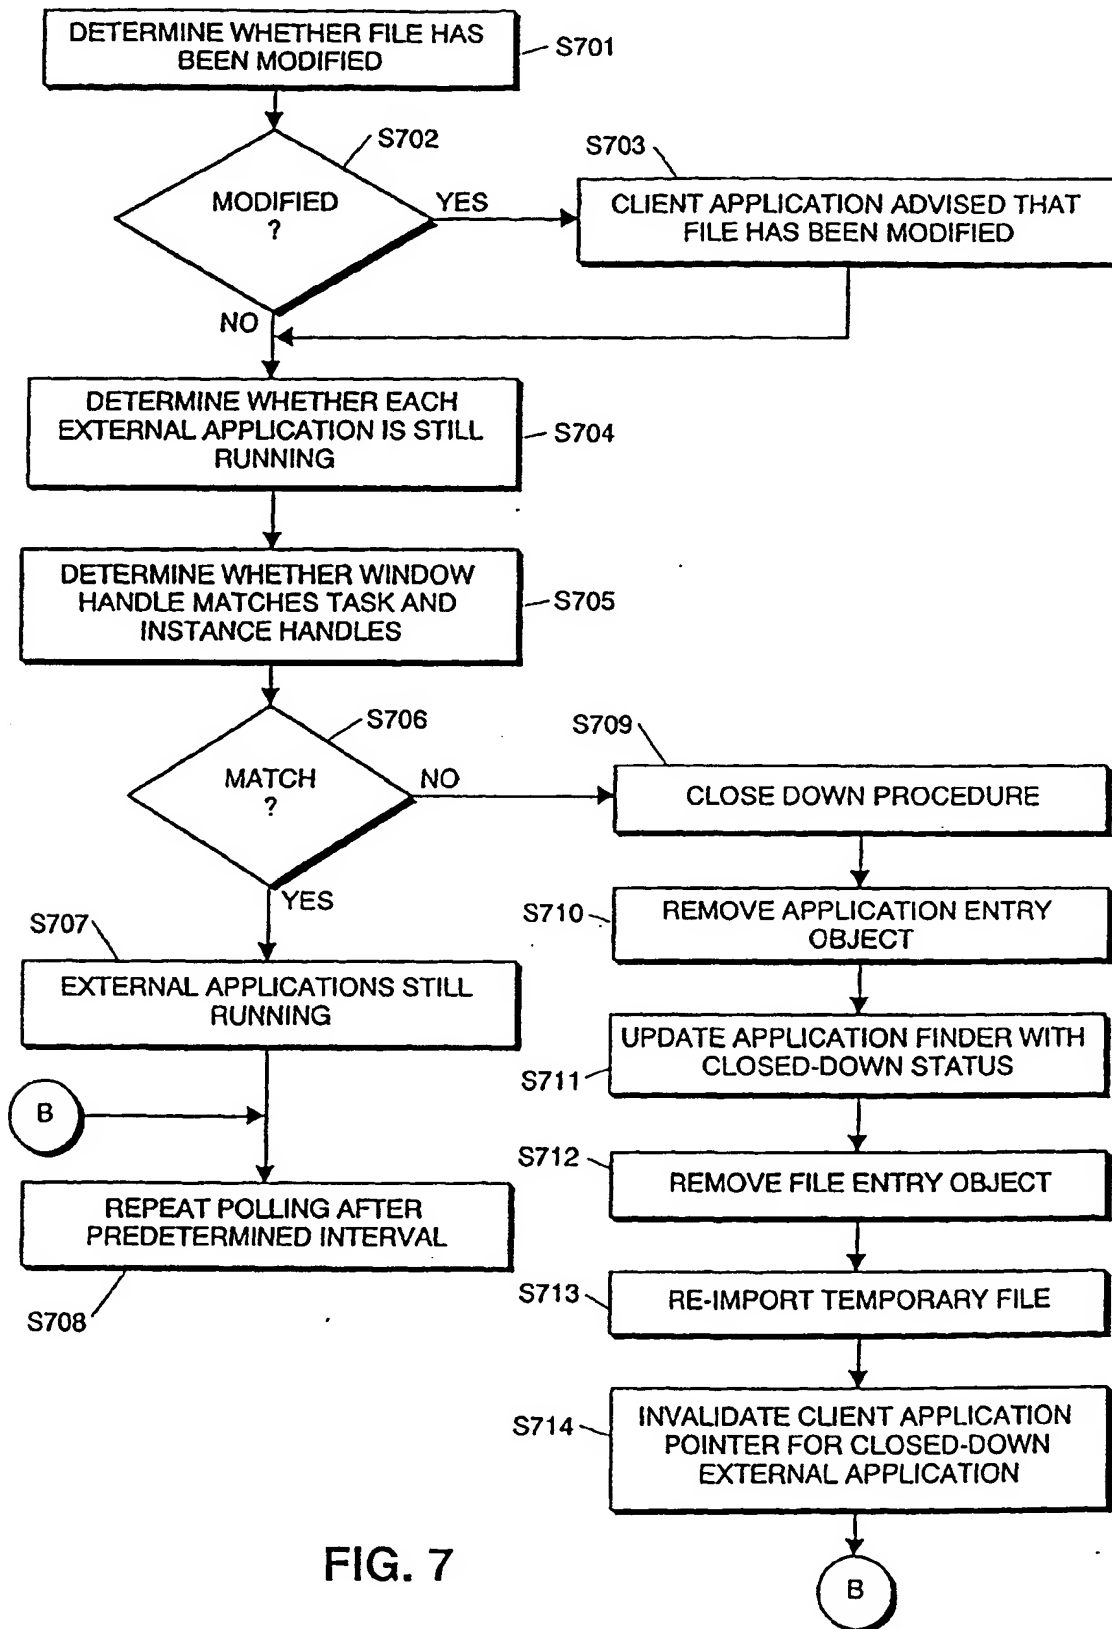 DETERMINE WHETHER FILE HAS
BEEN MODIFIED
S701
S702
MODIFIED
?
YES
NO
S703
CLIENT APPLICATION ADVISED THAT
FILE HAS BEEN MODIFIED
DETERMINE WHETHER EACH
EXTERNAL APPLICATION IS STILL
RUNNING
S704
DETERMINE WHETHER WINDOW
HANDLE MATCHES TASK AND
INSTANCE HANDLES
S705
S706
MATCH
?
NO
YES
S707
EXTERNAL APPLICATIONS STILL
RUNNING
B
REPEAT POLLING AFTER
PREDETERMINED INTERVAL
S708
S709
CLOSE DOWN PROCEDURE
S710
REMOVE APPLICATION ENTRY
OBJECT
UPDATE APPLICATION FINDER WITH
CLOSED-DOWN STATUS
S711
S712
REMOVE FILE ENTRY OBJECT
S713
RE-IMPORT TEMPORARY FILE
S714
INVALIDATE CLIENT APPLICATION
POINTER FOR CLOSED-DOWN
EXTERNAL APPLICATION
B
FIG. 7